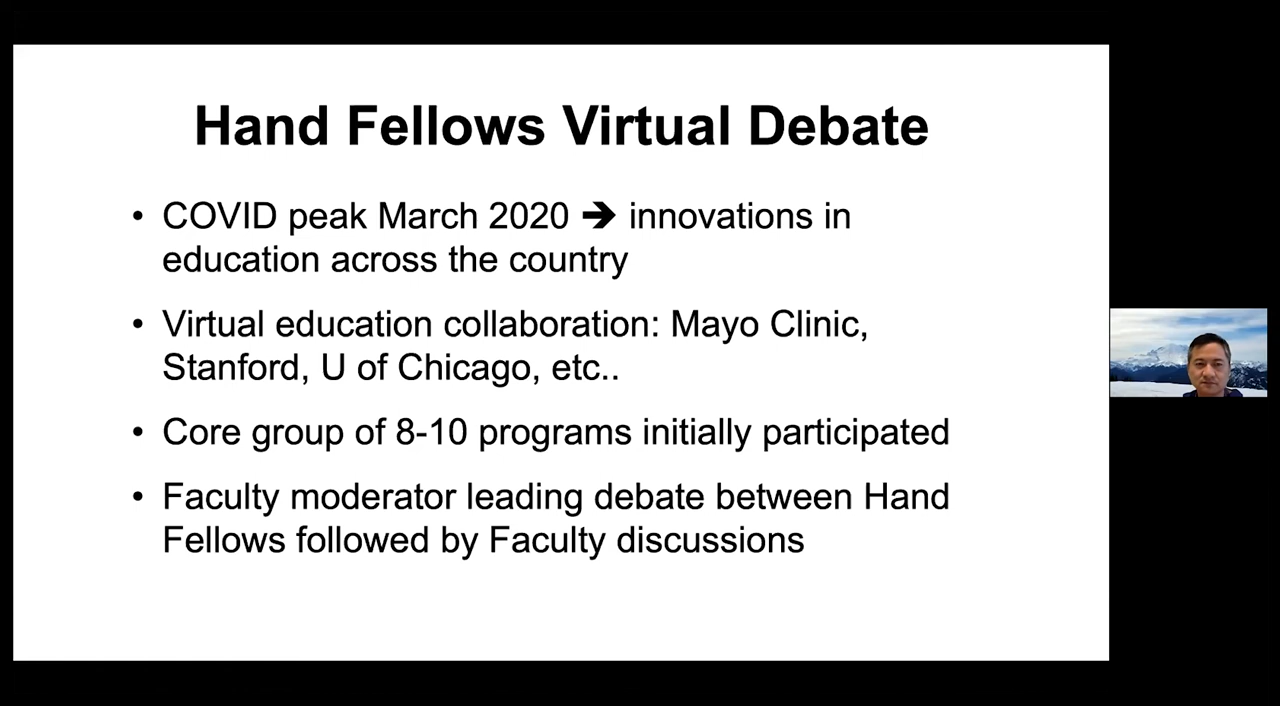 Hand Fellows Virtual Debate
• COVID peak March 2020 ➔ innovations in
education across the country
• Virtual education collaboration: Mayo Clinic,
Stanford, U of Chicago, etc..
• Core group of 8-10 programs initially participated
• Faculty moderator leading debate between Hand
Fellows followed by Faculty discussions